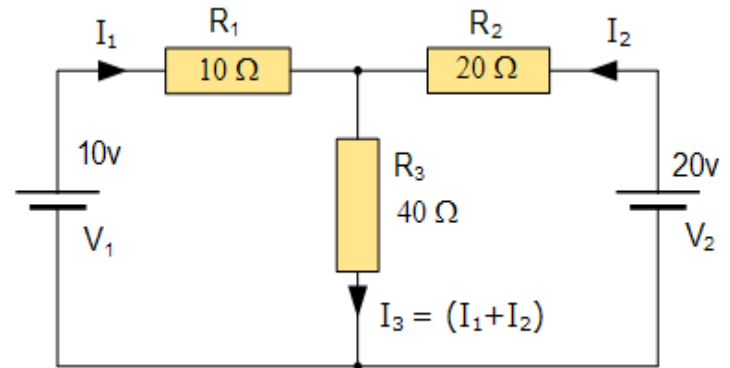 R₁
I₁
10 Ω
R₂
I₂
20 Ω
10v
V₁
R₃
40 Ω
20v
V₂
I₃ = (I₁+I₂)